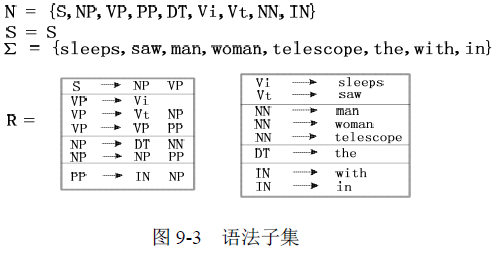 N = {S, NP, VP, PP, DT, Vi, Vt, NN, IN}
S = S
Σ = {sleeps, saw, man, woman, telescope, the, with, in}
R =
S → NP VP
VP → Vi
VP → Vt NP
VP → VP PP
NP → DT NN
NP → NP PP
PP → IN NP
Vi → sleeps
Vt → saw
NN → man
NN → woman
NN → telescope
DT → the
IN → with
IN → in
图 9-3 语法子集